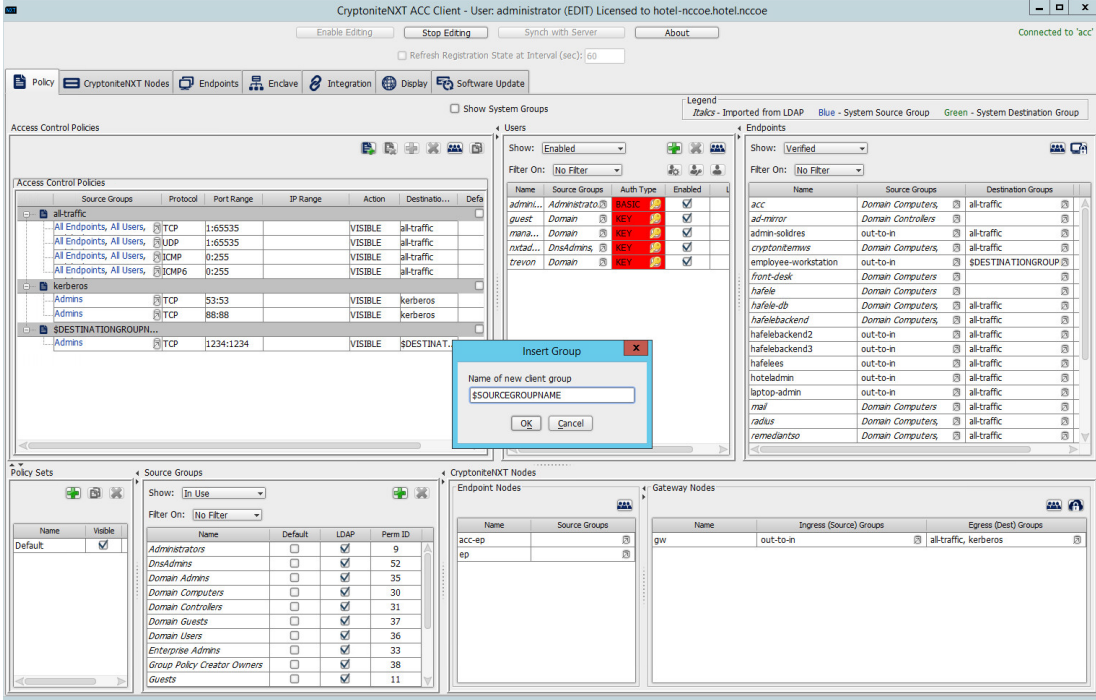 NXT CryptoniteNXT ACC Client - User: administrator (EDIT) Licensed to hotel-nccoe.hotel.nccoe
Enable Editing Stop Editing Synch with Server About Connected to 'acc'
Refresh Registration State at Interval (sec): 60
Policy CryptoniteNXT Nodes Endpoints Enclave Integration Display Software Update
Show System Groups
Legend
Italics - Imported from LDAP Blue - System Source Group Green - System Destination Group
Access Control Policies
Access Control Policies
Source Groups Protocol Port Range IP Range Action Destinatio... Defa
all-traffic
All Endpoints, All Users, TCP 1:65535 VISIBLE all-traffic
All Endpoints, All Users, UDP 1:65535 VISIBLE all-traffic
All Endpoints, All Users, ICMP 0:255 VISIBLE all-traffic
All Endpoints, All Users, ICMP6 0:255 VISIBLE all-traffic
kerberos
Admins TCP 53:53 VISIBLE kerberos
Admins TCP 88:88 VISIBLE kerberos
$DESTINATIONGROUPN...
Admins TCP 1234:1234 VISIBLE $DESTINAT...
Users
Show: Enabled
Filter On: No Filter
Name Source Groups Auth Type Enabled L
admini... Administrato BASIC
guest Domain KEY
mana... Domain KEY
nxtad... DnsAdmins, KEY
trevon Domain KEY
Endpoints
Show: Verified
Filter On: No Filter
Name Source Groups Destination Groups
acc Domain Computers, all-traffic
ad-mirror Domain Controllers
admin-solidres out-to-in all-traffic
cryptonitemws out-to-in all-traffic
employee-workstation out-to-in $DESTINATIONGROUP
front-desk Domain Computers
hafele Domain Computers
hafele-db Domain Computers, all-traffic
hafelebackend Domain Computers, all-traffic
hafelebackend2 out-to-in all-traffic
hafelebackend3 out-to-in all-traffic
hafelees out-to-in all-traffic
hoteladmin out-to-in all-traffic
laptop-admin out-to-in all-traffic
mail Domain Computers all-traffic
radius Domain Computers, all-traffic
remediantso Domain Computers, all-traffic
Insert Group x
Name of new client group
$SOURCEGROUPNAME
OK Cancel
Policy Sets
Name Visible
Default
Source Groups
Show: In Use
Filter On: No Filter
Name Default LDAP Perm ID
Administrators 9
DnsAdmins 52
Domain Admins 35
Domain Computers 30
Domain Controllers 31
Domain Guests 37
Domain Users 36
Enterprise Admins 33
Group Policy Creator Owners 38
Guests 11
CryptoniteNXT Nodes
Endpoint Nodes
Name Source Groups
acc-ep
ep
Gateway Nodes
Name Ingress (Source) Groups Egress (Dest) Groups
gw out-to-in all-traffic, kerberos